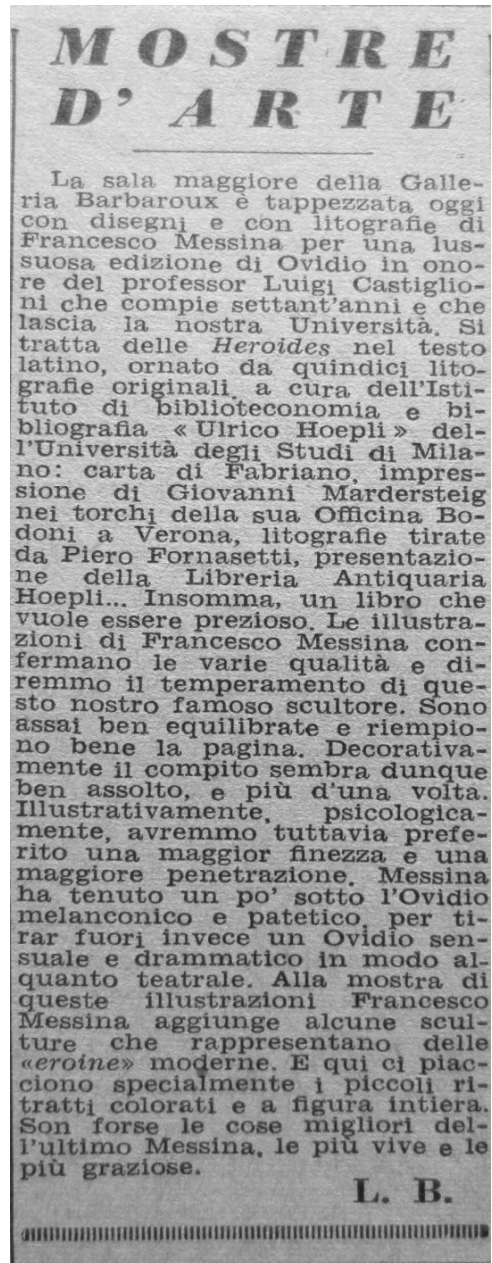 MOSTRE
D'ARTE
La sala maggiore della Galle-
ria Barbaroux è tappezzata oggi
con disegni e con litografie di
Francesco Messina per una lus-
suosa edizione di Ovidio in ono-
re del professor Luigi Castiglio-
ni che compie settant'anni e che
lascia la nostra Università. Si
tratta delle Heroides nel testo
latino, ornato da quindici lito-
grafie originali, a cura dell'Isti-
tuto di biblioteconomia e bi-
bliografia « Ulrico Hoepli » del-
l'Università degli Studi di Mila-
no: carta di Fabriano, impres-
sione di Giovanni Mardersteig
nei torchi della sua Officina Bo-
doni a Verona, litografie tirate
da Piero Fornasetti, presentazio-
ne della Libreria Antiquaria
Hoepli... Insomma, un libro che
vuole essere prezioso. Le illustra-
zioni di Francesco Messina con-
fermano le varie qualità e di-
remmo il temperamento di que-
sto nostro famoso scultore. Sono
assai ben equilibrate e riempio-
no bene la pagina. Decorativa-
mente il compito sembra dunque
ben assolto, e più d'una volta.
Illustrativamente, psicologica-
mente, avremmo tuttavia prefe-
rito una maggior finezza e una
maggiore penetrazione. Messina
ha tenuto un po' sotto l'Ovidio
melanconico e patetico, per ti-
rar fuori invece un Ovidio sen-
suale e drammatico in modo al-
quanto teatrale. Alla mostra di
queste illustrazioni Francesco
Messina aggiunge alcune scul-
ture che rappresentano delle
«eroine» moderne. E qui ci piac-
ciono specialmente i piccoli ri-
tratti colorati e a figura intiera.
Son forse le cose migliori del-
l'ultimo Messina, le più vive e le
più graziose.
L. B.